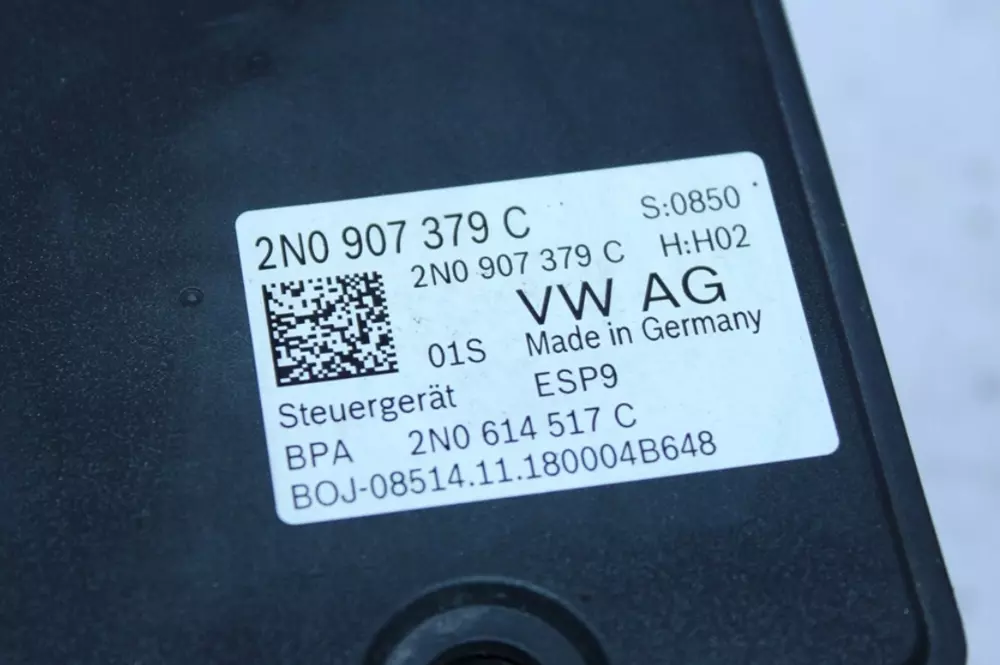 2N0 907 379 C S:0850
2N0 907 379 C H:H02
VW AG
01S Made in Germany
Steuergerät ESP9
BPA 2N0 614 517 C
BOJ-08514.11.180004B648